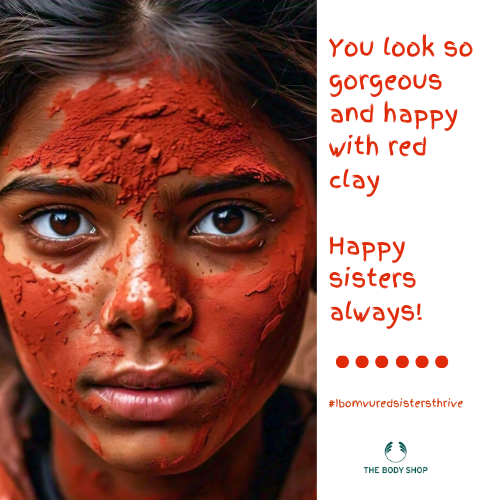 You look so
gorgeous
and happy
with red
clay
Happy
sisters
always!
#Ibomvuredsistersthrive
THE BODY SHOP